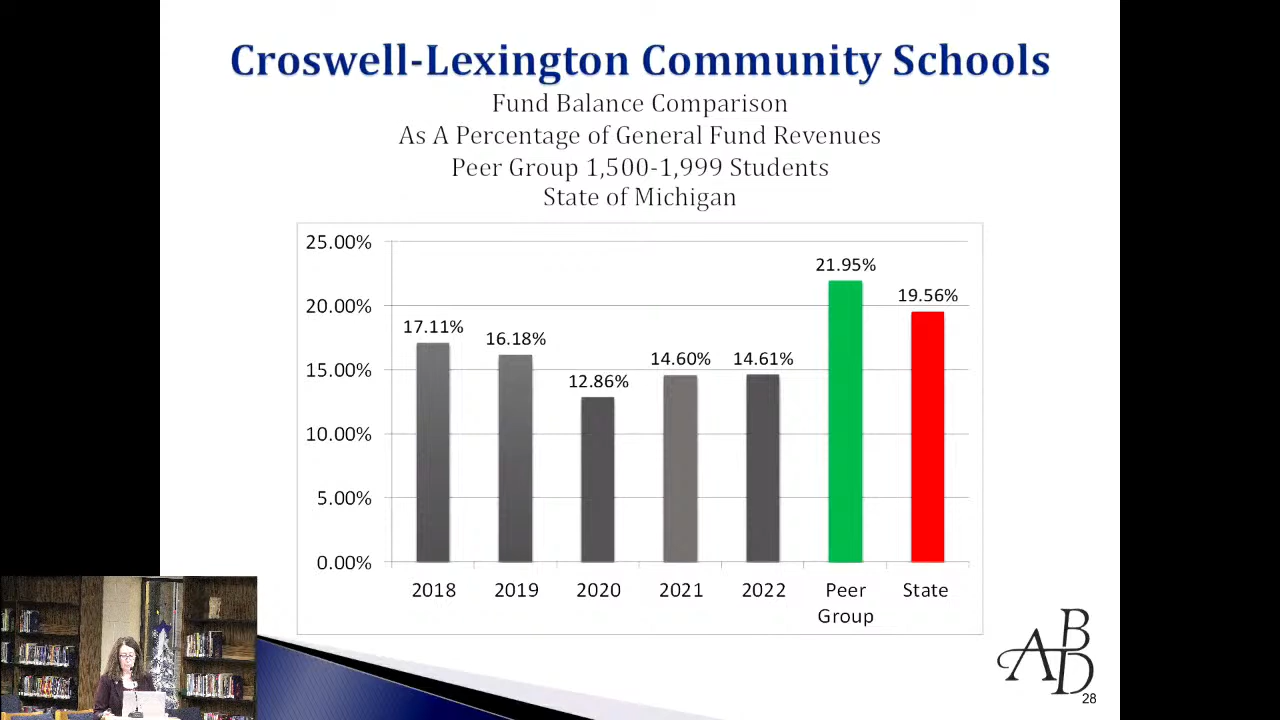 Croswell-Lexington Community Schools
Fund Balance Comparison
As A Percentage of General Fund Revenues
Peer Group 1,500-1,999 Students
State of Michigan
25.00%
20.00%
15.00%
10.00%
5.00%
0.00%
17.11%
16.18%
12.86%
14.60%
14.61%
21.95%
19.56%
2018
2019
2020
2021
2022
Peer
Group
State
ABD
28